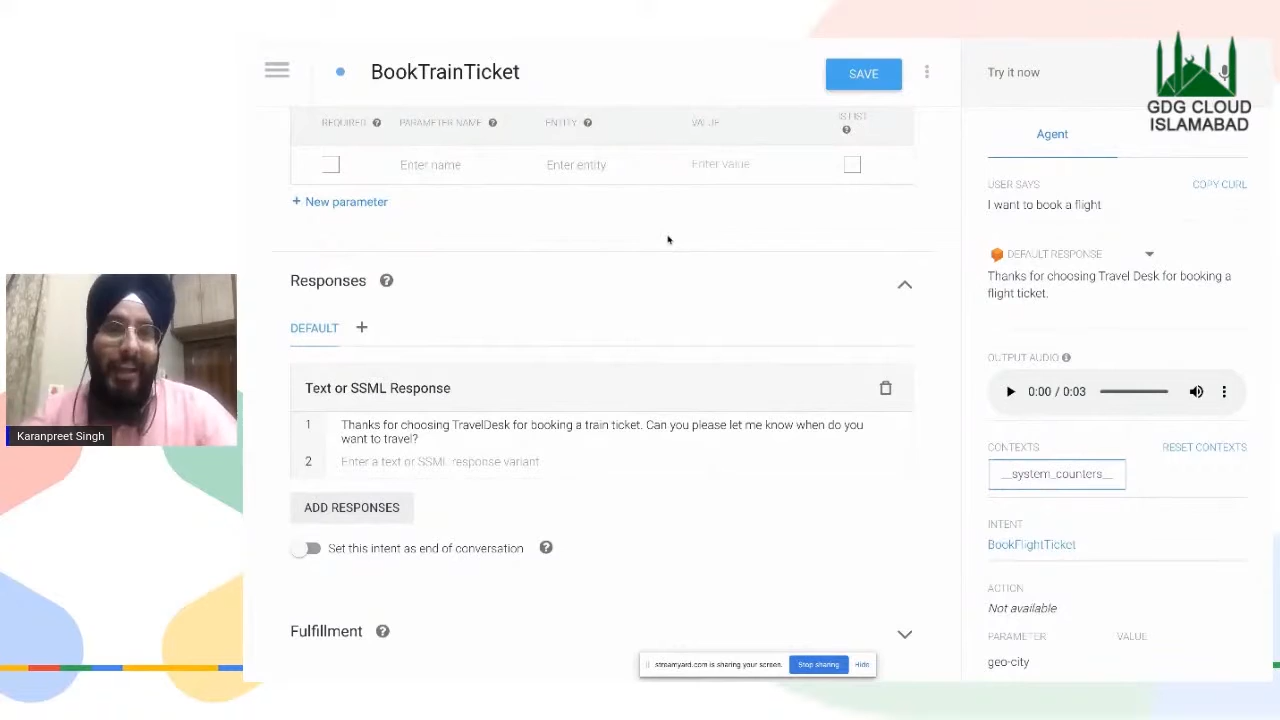 BookTrainTicket
SAVE
Try it now
GDG CLOUD
ISLAMABAD
REQUIRED
PARAMETER NAME
ENTITY
VALUE
IS LIST
Enter name
Enter entity
Enter value
+ New parameter
Responses
DEFAULT +
Text or SSML Response
1 Thanks for choosing TravelDesk for booking a train ticket. Can you please let me know when do you
want to travel?
2 Enter a text or SSML response variant
ADD RESPONSES
Set this intent as end of conversation
Fulfillment
Agent
USER SAYS
COPY CURL
I want to book a flight
DEFAULT RESPONSE
Thanks for choosing Travel Desk for booking a
flight ticket.
OUTPUT AUDIO
0:00 / 0:03
CONTEXTS
RESET CONTEXTS
__system_counters__
INTENT
BookFlightTicket
ACTION
Not available
PARAMETER
VALUE
geo-city
Karanpreet Singh
streamyard.com is sharing your screen.
Stop sharing
Hide